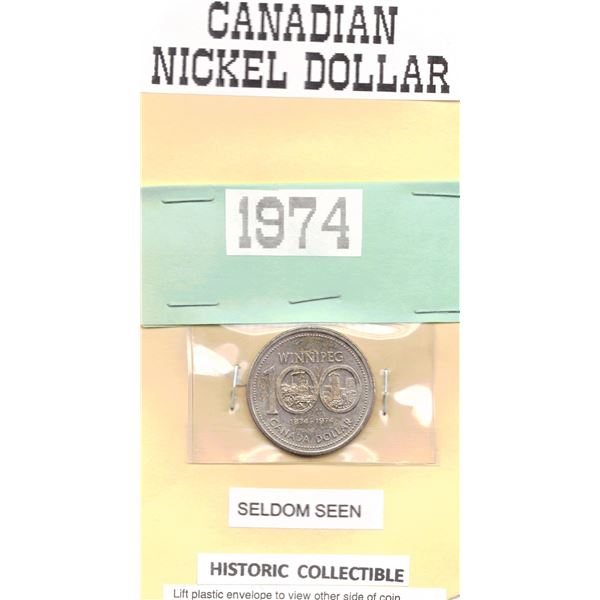 CANADIAN
NICKEL DOLLAR
1974
WINNIPEG
100
1874-1974
CANADA DOLLAR
SELDOM SEEN
HISTORIC COLLECTIBLE
Lift plastic envelope to view other side of coin